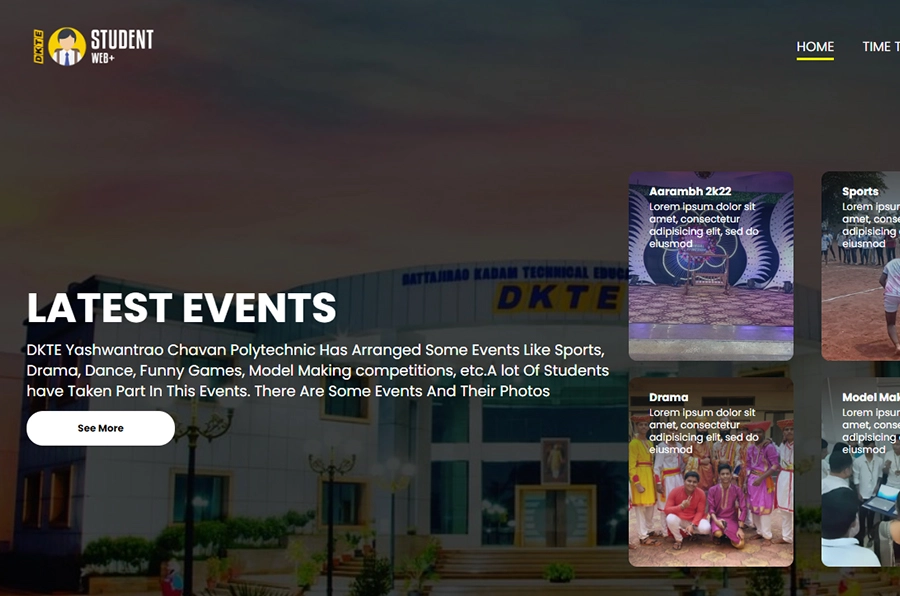 DKTE
STUDENT
WEB+
HOME
TIME T
LATEST EVENTS
DKTE Yashwantrao Chavan Polytechnic Has Arranged Some Events Like Sports,
Drama, Dance, Funny Games, Model Making competitions, etc.A lot Of Students
have Taken Part In This Events. There Are Some Events And Their Photos
See More
DATTAJIRAO KADAM TECHNICAL EDUC
DKTE
Aarambh 2k22
Lorem ipsum dolor sit
amet, consectetur
adipisicing elit, sed do
eiusmod
Sports
Lorem ipsu
amet, conse
adipisicing e
eiusmod
Drama
Lorem ipsum dolor sit
amet, consectetur
adipisicing elit, sed do
eiusmod
Model Mak
Lorem ipsu
amet, conse
adipisicing e
eiusmod